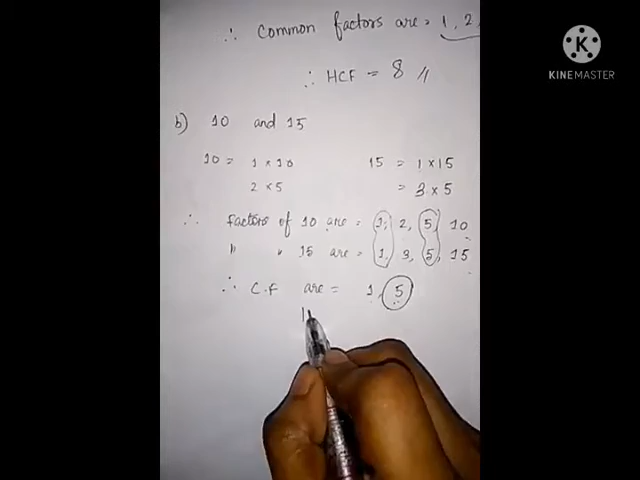 ∴ Common factors are = 1, 2,
∴ HCF = 8 //
KINEMASTER
b) 10 and 15
10 = 1 × 10 15 = 1 × 15
2 × 5 = 3 × 5
∴ Factors of 10 are = 1, 2, 5, 10
" " 15 are = 1, 3, 5, 15
∴ C.F are = 1, 5